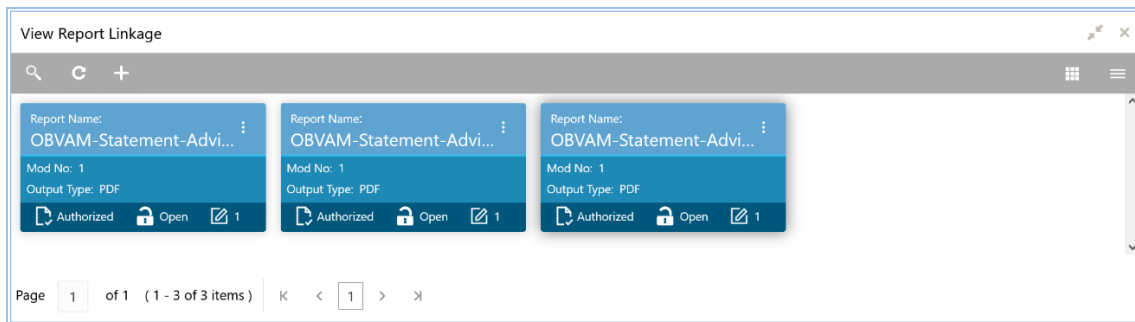 View Report Linkage
Report Name:
OBVAM-Statement-Advi...
Mod No: 1
Output Type: PDF
Authorized Open 1
Report Name:
OBVAM-Statement-Advi...
Mod No: 1
Output Type: PDF
Authorized Open 1
Report Name:
OBVAM-Statement-Advi...
Mod No: 1
Output Type: PDF
Authorized Open 1
Page 1 of 1 ( 1 - 3 of 3 items ) 1